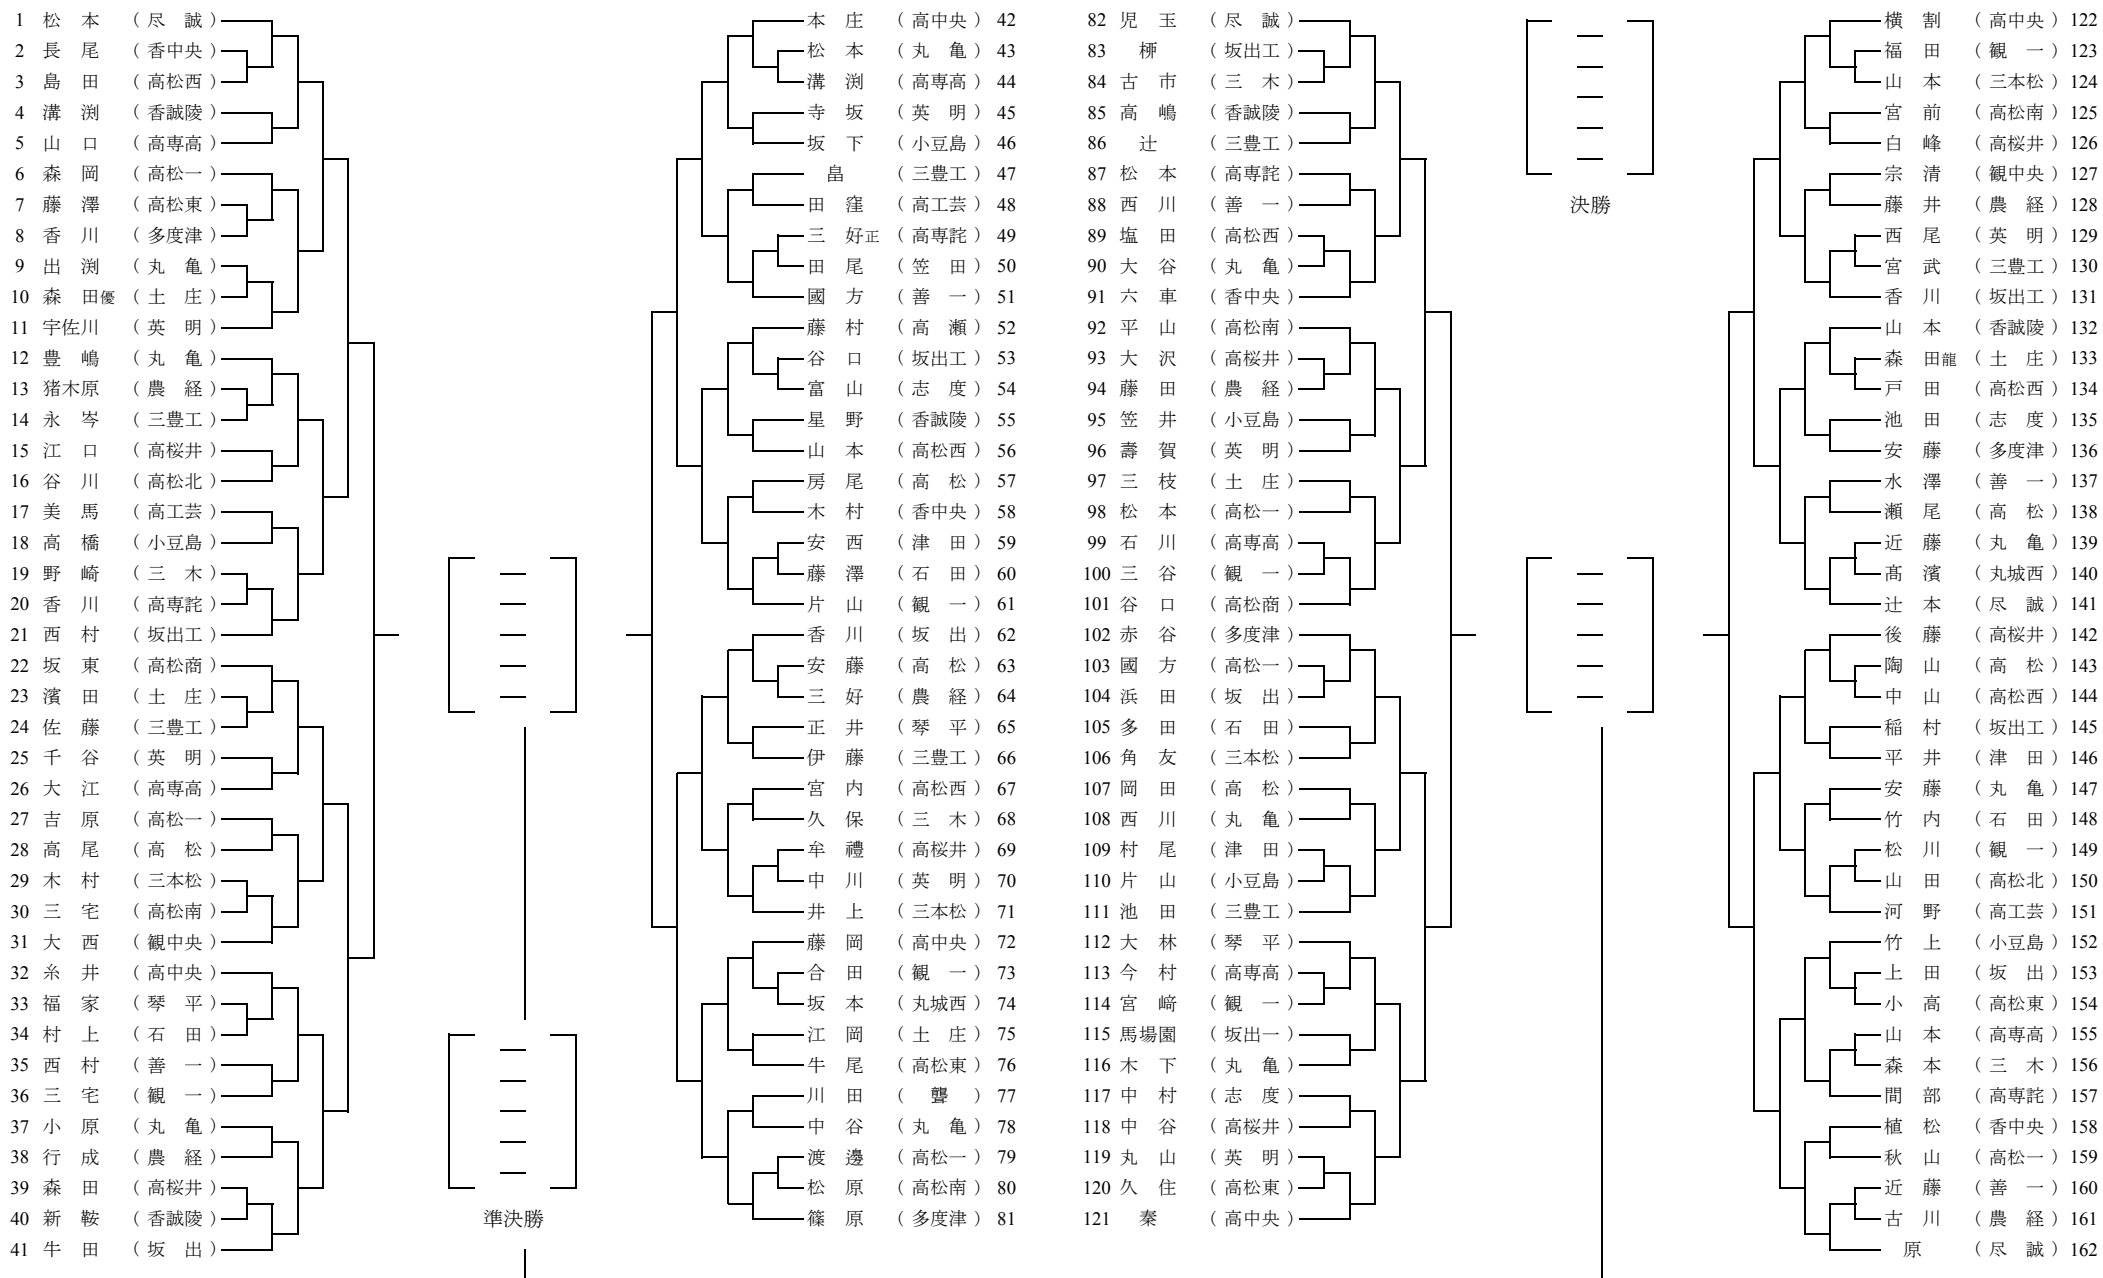 1 松本 (尽誠)
2 長尾 (香中央)
3 島田 (高松西)
4 溝渕 (香誠陵)
5 山口 (高専高)
6 森岡 (高松一)
7 藤澤 (高松東)
8 香川 (多度津)
9 出渕 (丸亀)
10 森田優 (土庄)
11 宇佐川 (英明)
12 豊嶋 (丸亀)
13 猪木原 (農経)
14 永岑 (三豊工)
15 江口 (高桜井)
16 谷川 (高松北)
17 美馬 (高工芸)
18 高橋 (小豆島)
19 野崎 (三木)
20 香川 (高専詫)
21 西村 (坂出工)
22 坂東 (高松商)
23 濱田 (土庄)
24 佐藤 (三豊工)
25 千谷 (英明)
26 大江 (高専高)
27 吉原 (高松一)
28 高尾 (高松)
29 木村 (三本松)
30 三宅 (高松南)
31 大西 (観中央)
32 糸井 (高中央)
33 福家 (琴平)
34 村上 (石田)
35 西村 (善一)
36 三宅 (観一)
37 小原 (丸亀)
38 行成 (農経)
39 森田 (高桜井)
40 新鞍 (香誠陵)
41 牛田 (坂出)
準決勝
本庄 (高中央) 42
松本 (丸亀) 43
溝渕 (高専高) 44
寺坂 (英明) 45
坂下 (小豆島) 46
畠 (三豊工) 47
田窪 (高工芸) 48
三好正 (高専詫) 49
田尾 (笠田) 50
國方 (善一) 51
藤村 (高瀬) 52
谷口 (坂出工) 53
富山 (志度) 54
星野 (香誠陵) 55
山本 (高松西) 56
房尾 (高松) 57
木村 (香中央) 58
安西 (津田) 59
藤澤 (石田) 60
片山 (観一) 61
香川 (坂出) 62
安藤 (高松) 63
三好 (農経) 64
正井 (琴平) 65
伊藤 (三豊工) 66
宮内 (高松西) 67
久保 (三木) 68
牟禮 (高桜井) 69
中川 (英明) 70
井上 (三本松) 71
藤岡 (高中央) 72
合田 (観一) 73
坂本 (丸城西) 74
江岡 (土庄) 75
牛尾 (高松東) 76
川田 (聾) 77
中谷 (丸亀) 78
渡邊 (高松一) 79
松原 (高松南) 80
篠原 (多度津) 81
82 児玉 (尽誠)
83 桺 (坂出工)
84 古市 (三木)
85 高嶋 (香誠陵)
86 辻 (三豊工)
87 松本 (高専詫)
88 西川 (善一)
89 塩田 (高松西)
90 大谷 (丸亀)
91 六車 (香中央)
92 平山 (高松南)
93 大沢 (高桜井)
94 藤田 (農経)
95 笠井 (小豆島)
96 壽賀 (英明)
97 三枝 (土庄)
98 松本 (高松一)
99 石川 (高専高)
100 三谷 (観一)
101 谷口 (高松商)
102 赤谷 (多度津)
103 國方 (高松一)
104 浜田 (坂出)
105 多田 (石田)
106 角友 (三本松)
107 岡田 (高松)
108 西川 (丸亀)
109 村尾 (津田)
110 片山 (小豆島)
111 池田 (三豊工)
112 大林 (琴平)
113 今村 (高専高)
114 宮﨑 (観一)
115 馬場園 (坂出一)
116 木下 (丸亀)
117 中村 (志度)
118 中谷 (高桜井)
119 丸山 (英明)
120 久住 (高松東)
121 秦 (高中央)
決勝
横割 (高中央) 122
福田 (観一) 123
山本 (三本松) 124
宮前 (高松南) 125
白峰 (高桜井) 126
宗清 (観中央) 127
藤井 (農経) 128
西尾 (英明) 129
宮武 (三豊工) 130
香川 (坂出工) 131
山本 (香誠陵) 132
森田龍 (土庄) 133
戸田 (高松西) 134
池田 (志度) 135
安藤 (多度津) 136
水澤 (善一) 137
瀬尾 (高松) 138
近藤 (丸亀) 139
髙濱 (丸城西) 140
辻本 (尽誠) 141
後藤 (高桜井) 142
陶山 (高松) 143
中山 (高松西) 144
稲村 (坂出工) 145
平井 (津田) 146
安藤 (丸亀) 147
竹内 (石田) 148
松川 (観一) 149
山田 (高松北) 150
河野 (高工芸) 151
竹上 (小豆島) 152
上田 (坂出) 153
小高 (高松東) 154
山本 (高専高) 155
森本 (三木) 156
間部 (高専詫) 157
植松 (香中央) 158
秋山 (高松一) 159
近藤 (善一) 160
古川 (農経) 161
原 (尽誠) 162